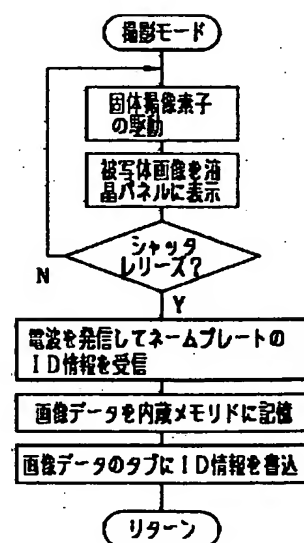 撮影モード
固体撮像素子
の駆動
被写体画像を液
晶パネルに表示
シャッタ
レリーズ?
N
Y
電波を発信してネームプレートの
ID情報を受信
画像データを内蔵メモリドに記憶
画像データのタブにID情報を書込
リターン